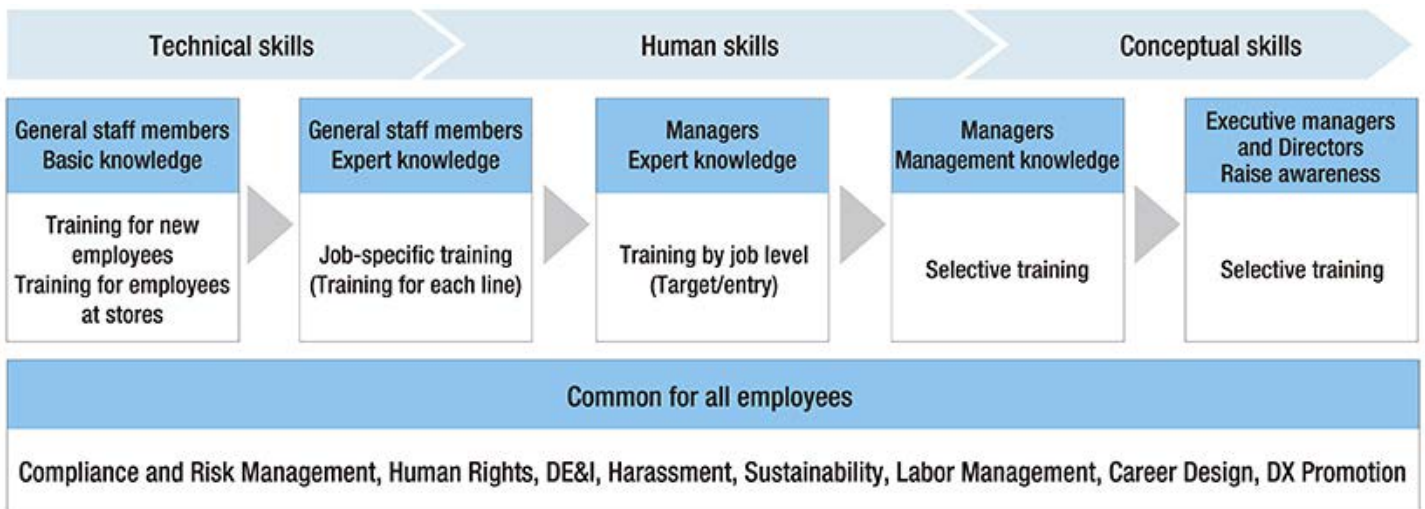 Technical skills
Human skills
Conceptual skills
General staff members
Basic knowledge
Training for new
employees
Training for employees
at stores
General staff members
Expert knowledge
Job-specific training
(Training for each line)
Managers
Expert knowledge
Training by job level
(Target/entry)
Managers
Management knowledge
Selective training
Executive managers
and Directors
Raise awareness
Selective training
Common for all employees
Compliance and Risk Management, Human Rights, DE&I, Harassment, Sustainability, Labor Management, Career Design, DX Promotion